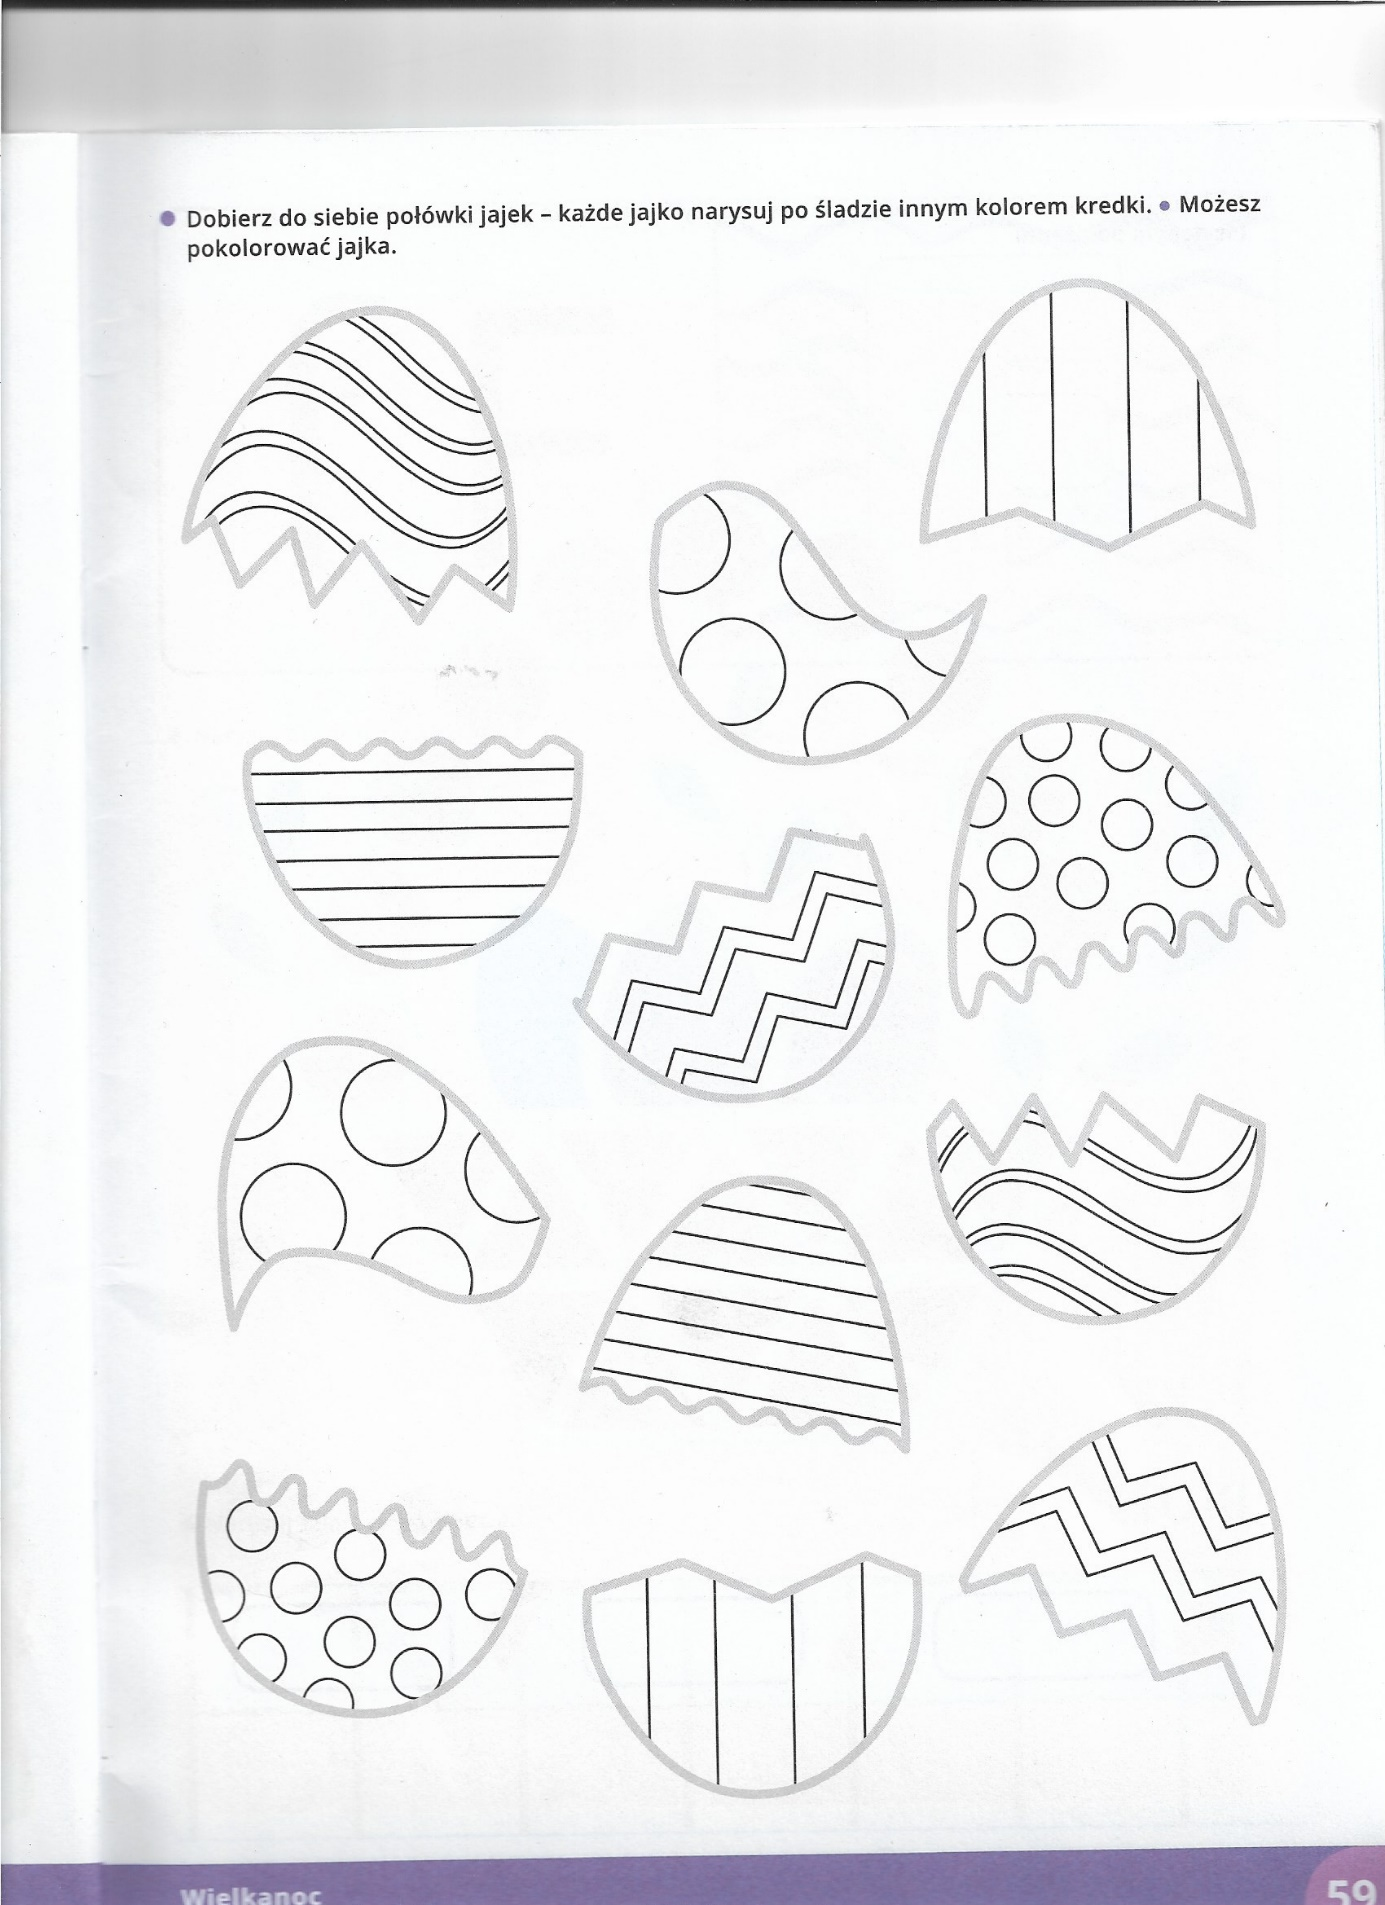 Dobierz do siebie połówki jajek – każde jajko narysuj po śladzie innym kolorem kredki. • Możesz
pokolorować jajka.
Wielkanoc
59